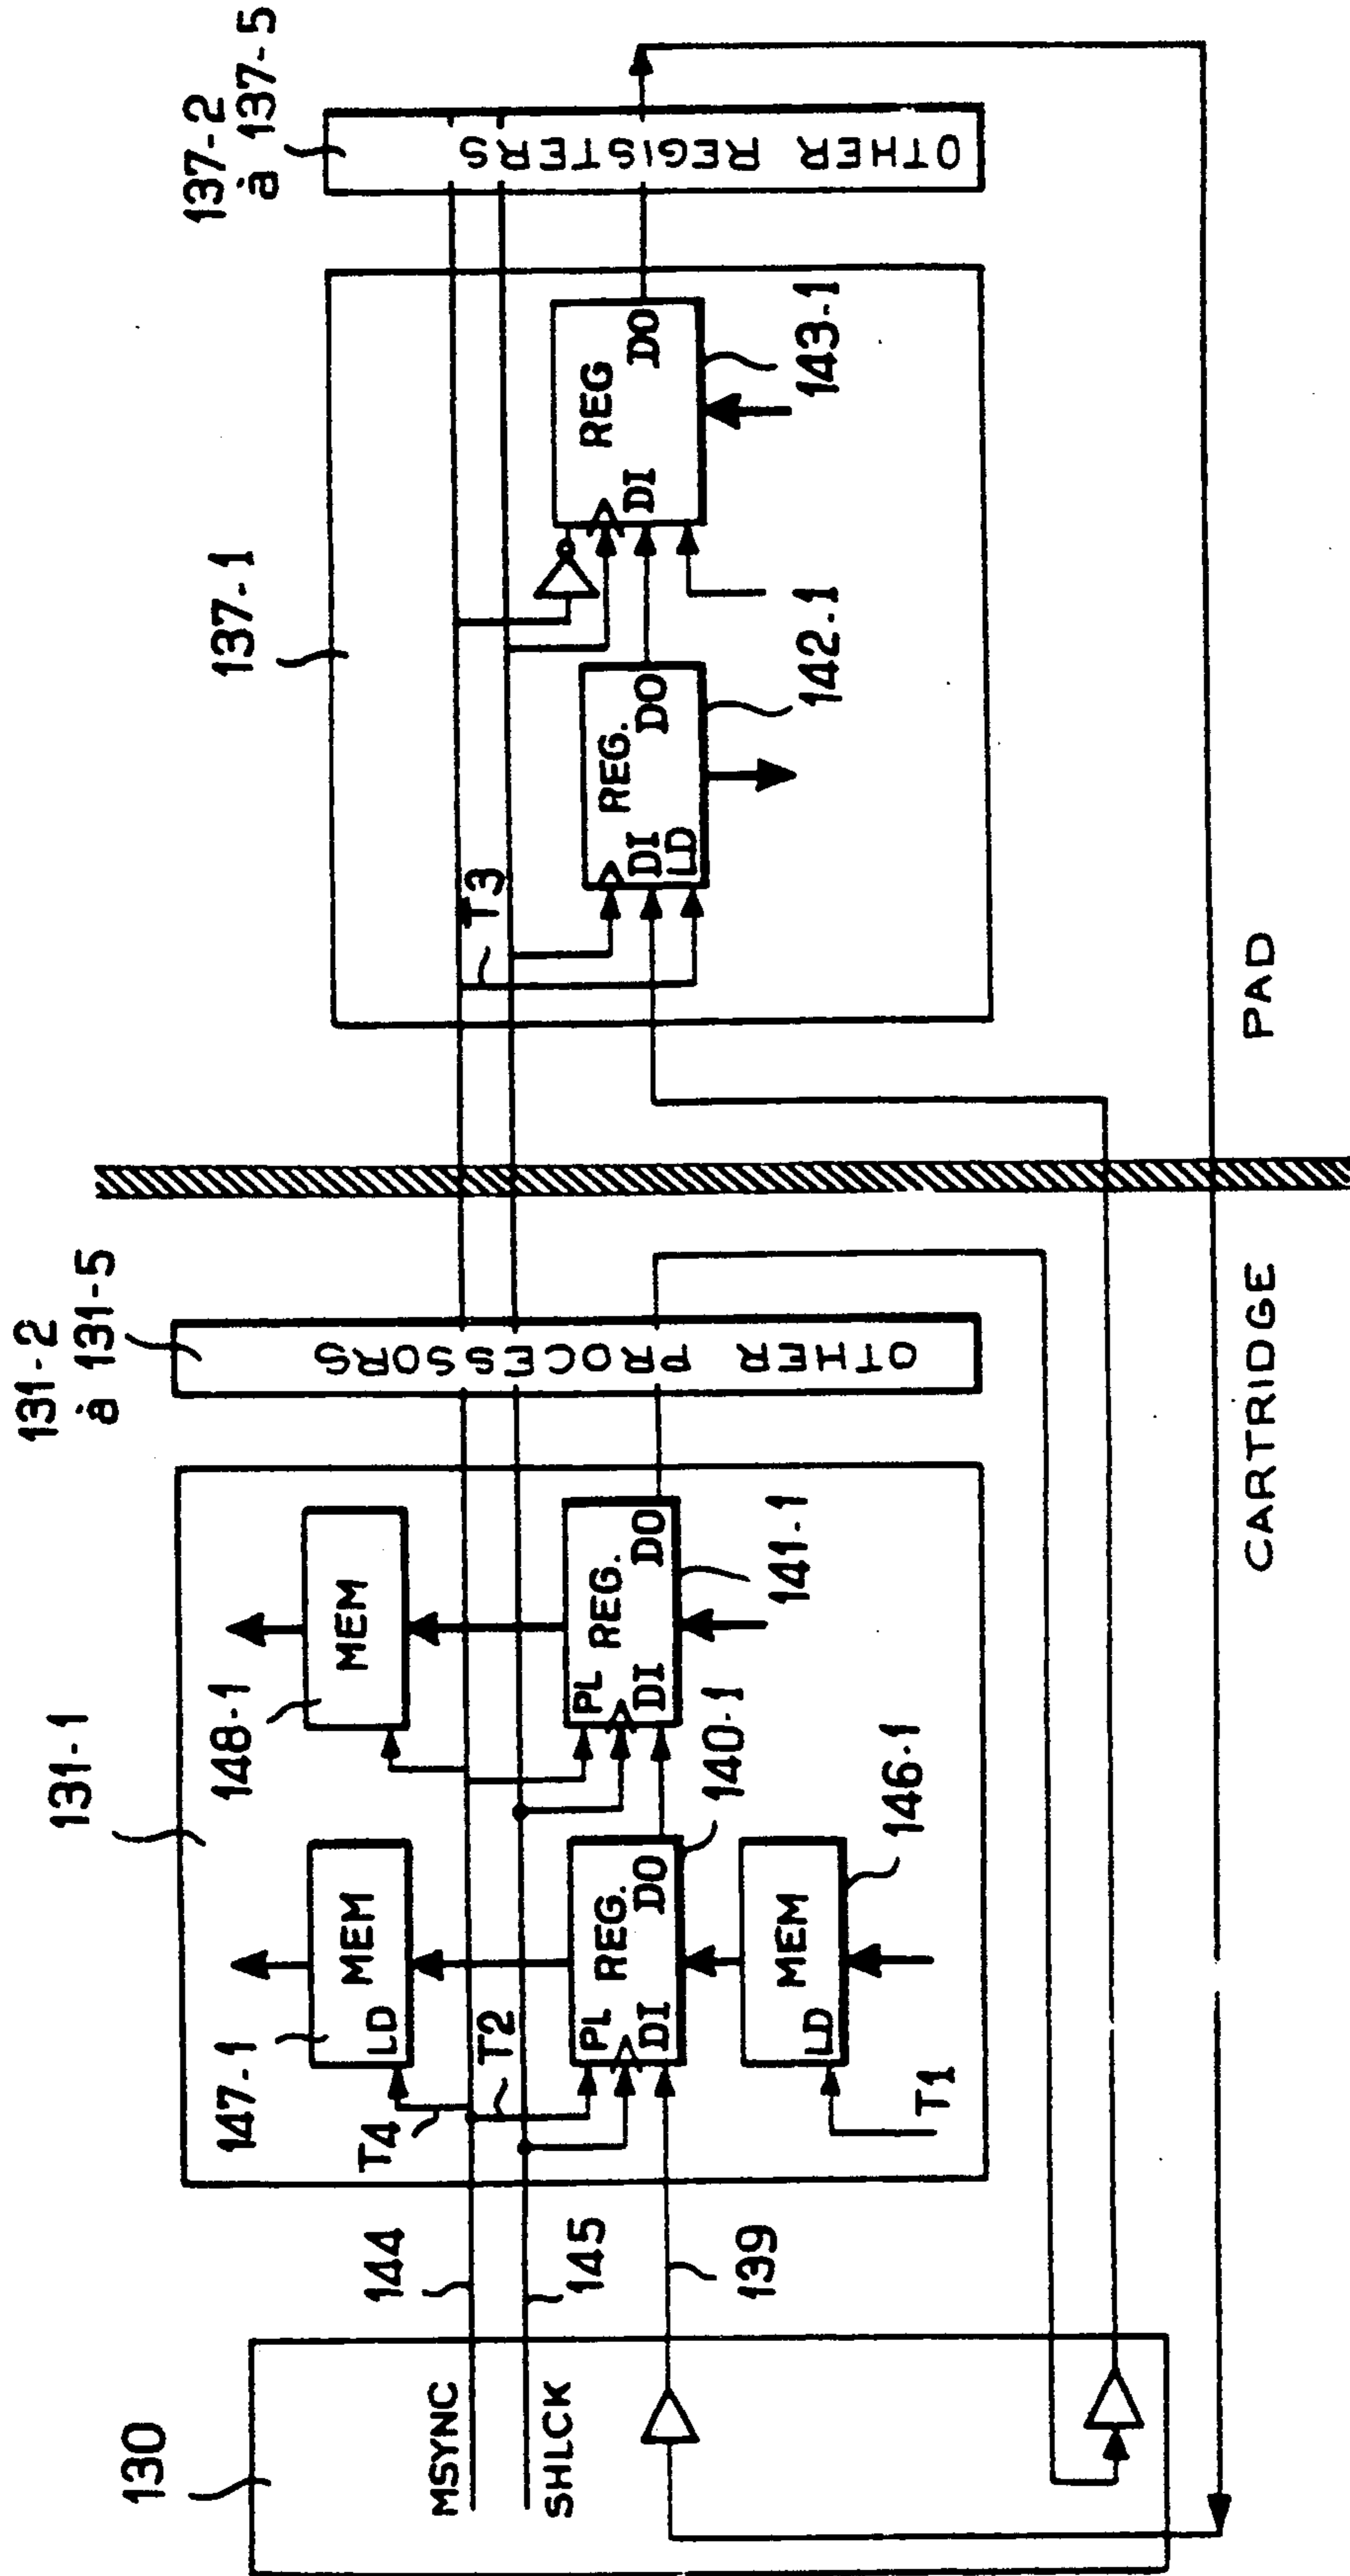 130
MSYNC
SHLCK
144
145
139
131-1
147-1
MEM
LD
T4
T2
PL
REG.
DI
DO
140-1
MEM
LD
146-1
T1
148-1
MEM
PL
REG.
DI
DO
141-1
131-2
à 131-5
OTHER PROCESSORS
CARTRIDGE
PAD
137-1
T3
REG.
DI
DO
LD
142-1
REG
DI
DO
143-1
137-2
à 137-5
OTHER REGISTERS